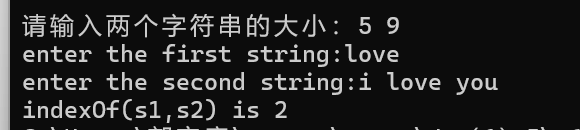 请输入两个字符串的大小：5 9
enter the first string:love
enter the second string:i love you
indexOf(s1,s2) is 2